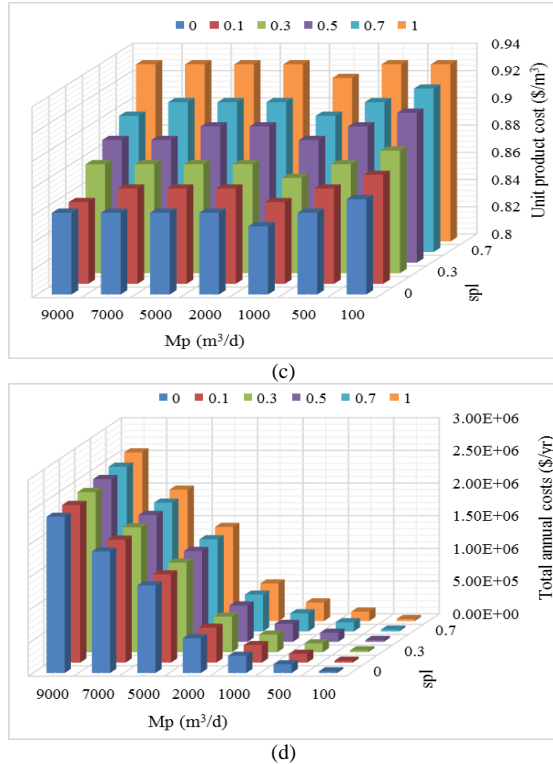 0 0.1 0.3 0.5 0.7 1
0.94
0.92
0.9
0.88
0.86
0.84
0.82
0.8
Unit product cost ($/m³)
0.7
0.3
0
spl
9000 7000 5000 2000 1000 500 100
Mp (m³/d)
(c)
0 0.1 0.3 0.5 0.7 1
3.00E+06
2.50E+06
2.00E+06
1.50E+06
1.00E+06
5.00E+05
0.00E+00
Total annual costs ($/yr)
0.7
0.3
0
spl
9000 7000 5000 2000 1000 500 100
Mp (m³/d)
(d)